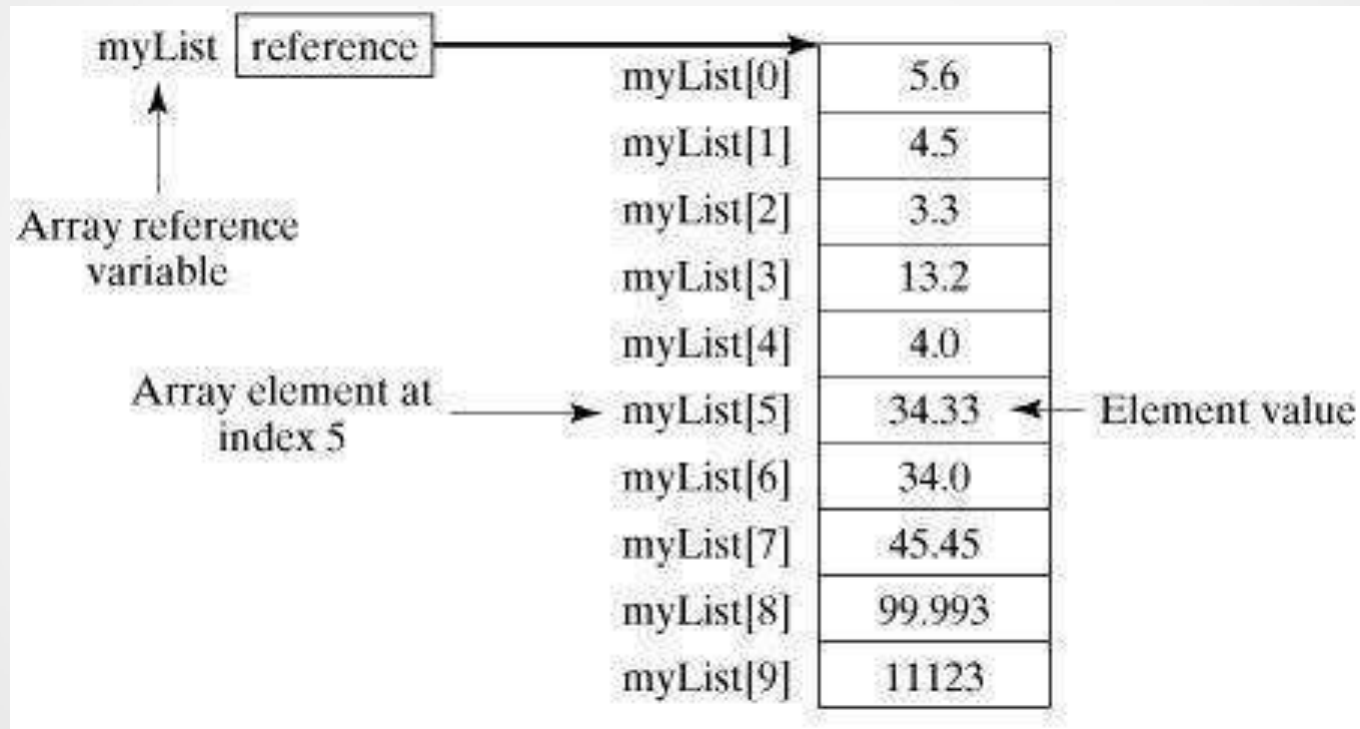 myList reference
myList[0] 5.6
myList[1] 4.5
Array reference
variable
myList[2] 3.3
myList[3] 13.2
myList[4] 4.0
Array element at
index 5
myList[5] 34.33 Element value
myList[6] 34.0
myList[7] 45.45
myList[8] 99.993
myList[9] 11123